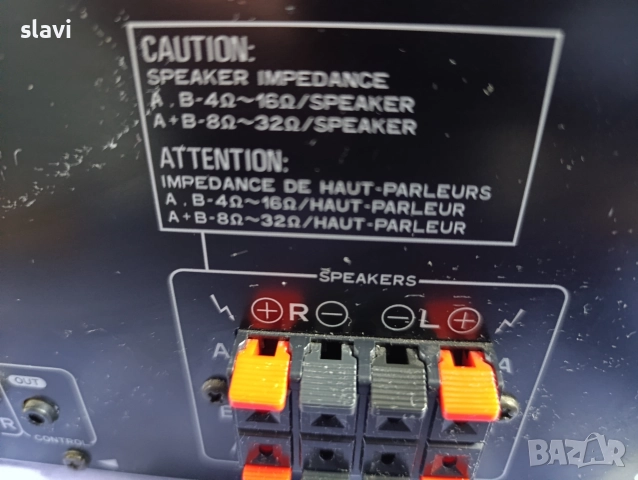 slavi
CAUTION:
SPEAKER IMPEDANCE
A . B-4Ω~16Ω/SPEAKER
A+B-8Ω~32Ω/SPEAKER
ATTENTION:
IMPEDANCE DE HAUT-PARLEURS
A . B-4Ω~16Ω/HAUT-PARLEUR
A+B-8Ω~32Ω/HAUT-PARLEUR
SPEAKERS
+ R - - L +
A A
B
OUT
R
CONTROL
BAZAR